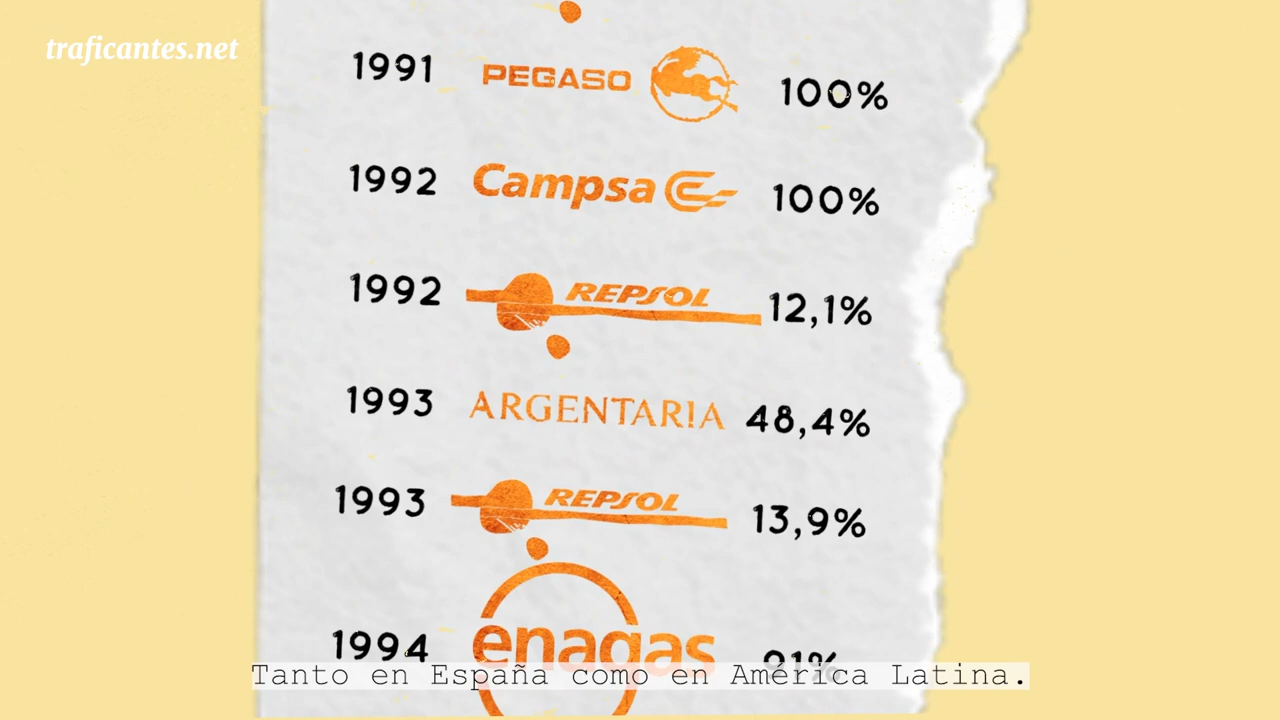 traficantes.net
1991 PEGASO 100%
1992 Campsa 100%
1992 REPSOL 12,1%
1993 ARGENTARIA 48,4%
1993 REPSOL 13,9%
1994 enagas 91%
Tanto en España como en América Latina.